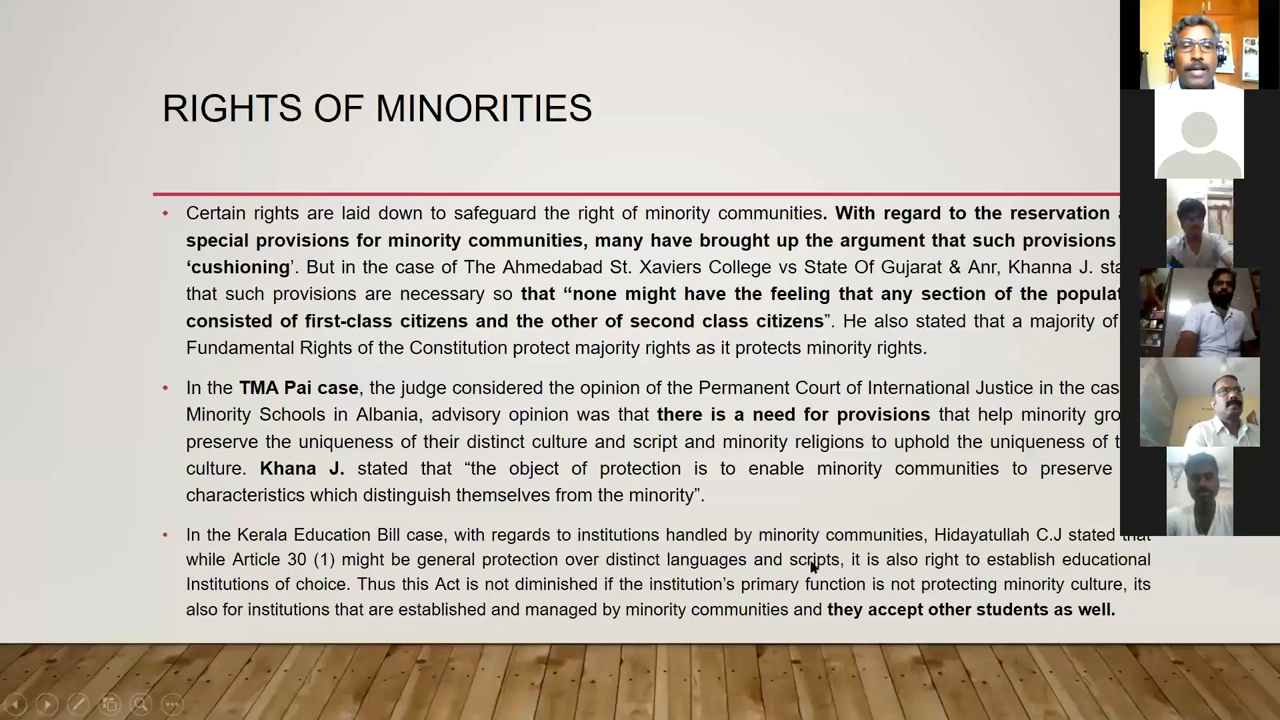 RIGHTS OF MINORITIES
• Certain rights are laid down to safeguard the right of minority communities. With regard to the reservation
special provisions for minority communities, many have brought up the argument that such provisions
‘cushioning’. But in the case of The Ahmedabad St. Xaviers College vs State Of Gujarat & Anr, Khanna J.
that such provisions are necessary so that “none might have the feeling that any section of the
consisted of first-class citizens and the other of second class citizens”. He also stated that a majority of
Fundamental Rights of the Constitution protect majority rights as it protects minority rights.
• In the TMA Pai case, the judge considered the opinion of the Permanent Court of International Justice in the
Minority Schools in Albania, advisory opinion was that there is a need for provisions that help minority
preserve the uniqueness of their distinct culture and script and minority religions to uphold the uniqueness of
culture. Khana J. stated that “the object of protection is to enable minority communities to preserve
characteristics which distinguish themselves from the minority”.
• In the Kerala Education Bill case, with regards to institutions handled by minority communities, Hidayatullah C.J stated that
while Article 30 (1) might be general protection over distinct languages and scripts, it is also right to establish educational
Institutions of choice. Thus this Act is not diminished if the institution’s primary function is not protecting minority culture, its
also for institutions that are established and managed by minority communities and they accept other students as well.